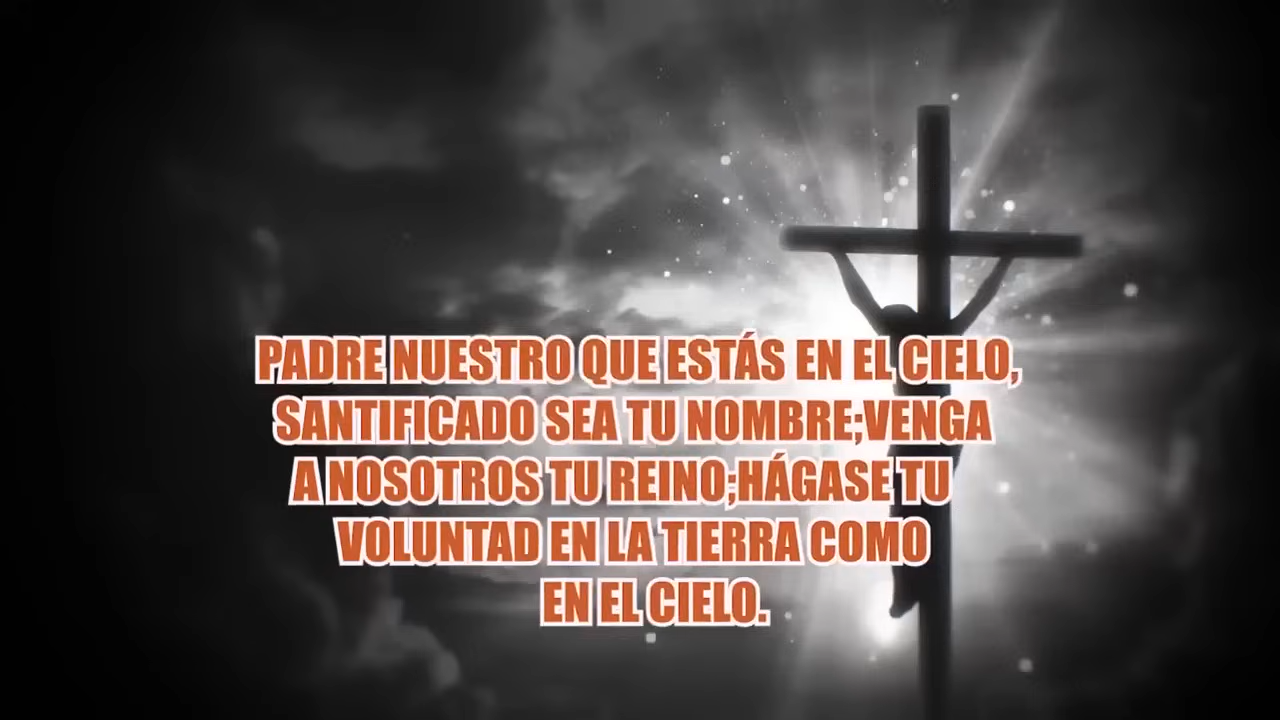 PADRE NUESTRO QUE ESTÁS EN EL CIELO,
SANTIFICADO SEA TU NOMBRE;VENGA
A NOSOTROS TU REINO;HÁGASE TU
VOLUNTAD EN LA TIERRA COMO
EN EL CIELO.